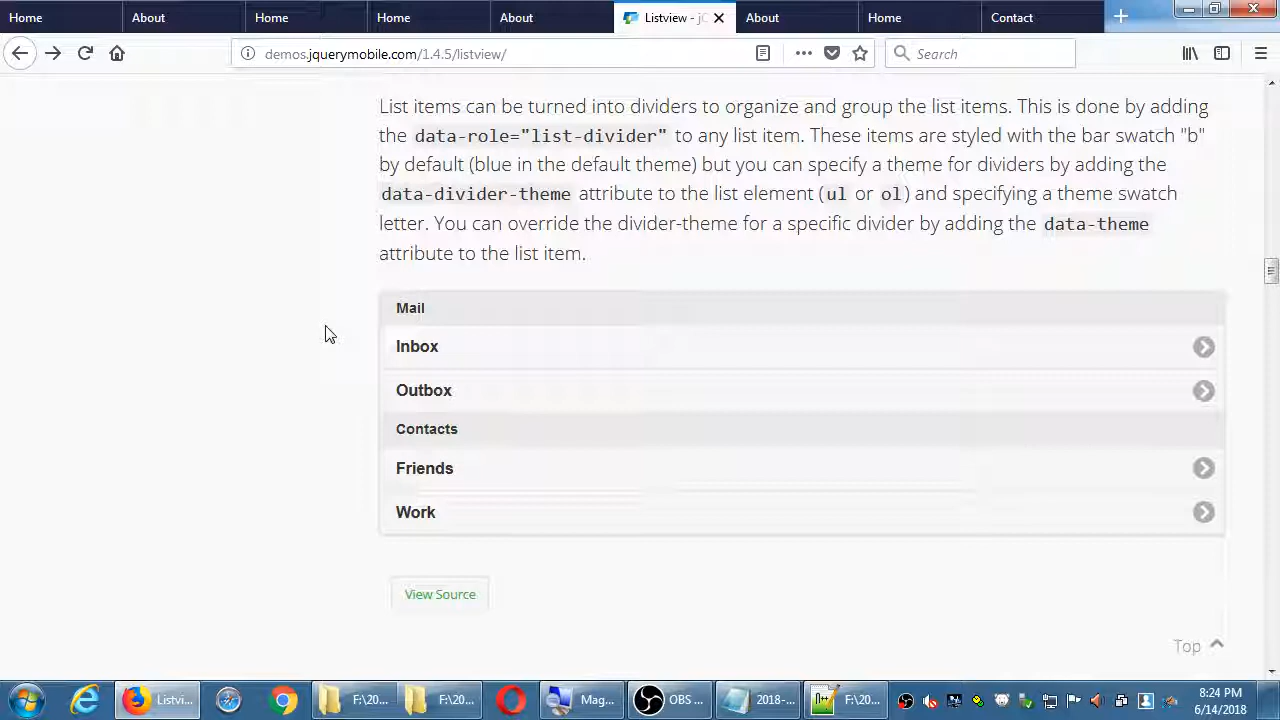 Home About Home Home About Listview - jC About Home Contact
demos.jquerymobile.com/1.4.5/listview/ Search
List items can be turned into dividers to organize and group the list items. This is done by adding
the data-role="list-divider" to any list item. These items are styled with the bar swatch "b"
by default (blue in the default theme) but you can specify a theme for dividers by adding the
data-divider-theme attribute to the list element (ul or ol) and specifying a theme swatch
letter. You can override the divider-theme for a specific divider by adding the data-theme
attribute to the list item.
Mail
Inbox
Outbox
Contacts
Friends
Work
View Source
Top
Listvi... F:\20... F:\20... Mag... OBS ... 2018-... F:\20... 8:24 PM
6/14/2018